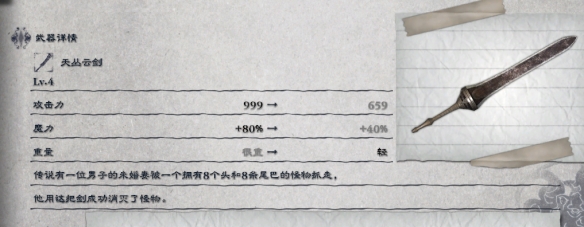 武器详情
天丛云剑
Lv.4
攻击力 999 → 659
魔力 +80% → +40%
重量 很重 → 轻
传说有一位男子的未婚妻被一个拥有8个头和8条尾巴的怪物抓走，
他用这把剑成功消灭了怪物。